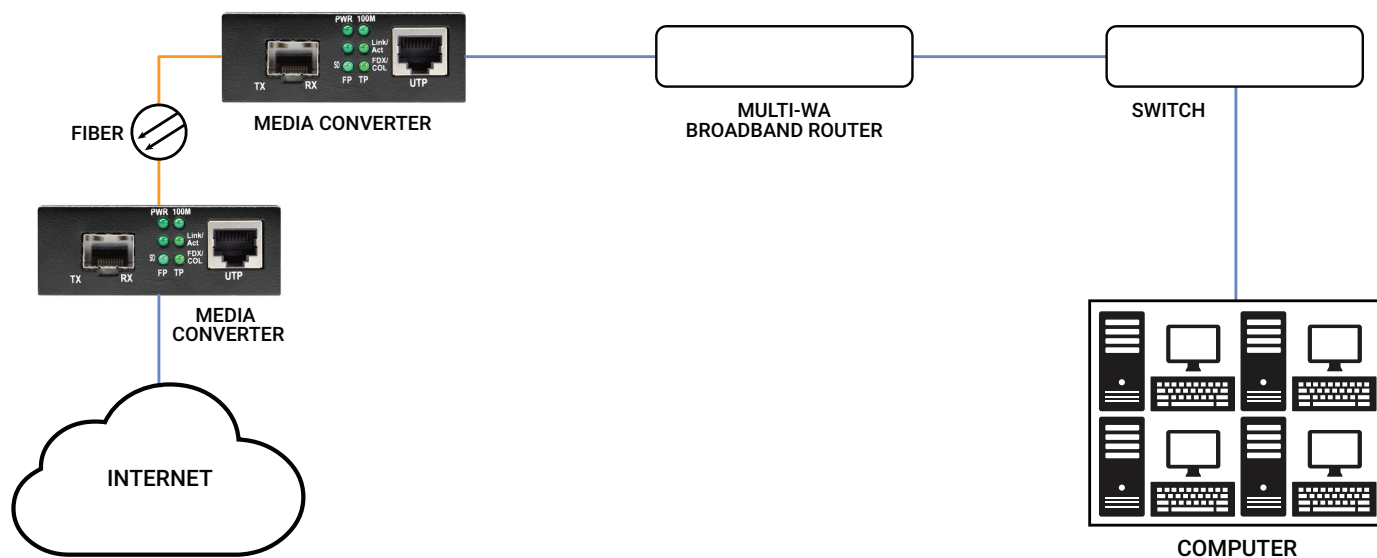 PWR 100M
Link/
Act
SD
FDX/
COL
FP TP
TX
RX
UTP
MEDIA CONVERTER
MULTI-WA
BROADBAND ROUTER
SWITCH
FIBER
PWR 100M
Link/
Act
SD
FDX/
COL
FP TP
TX
RX
UTP
MEDIA
CONVERTER
INTERNET
COMPUTER